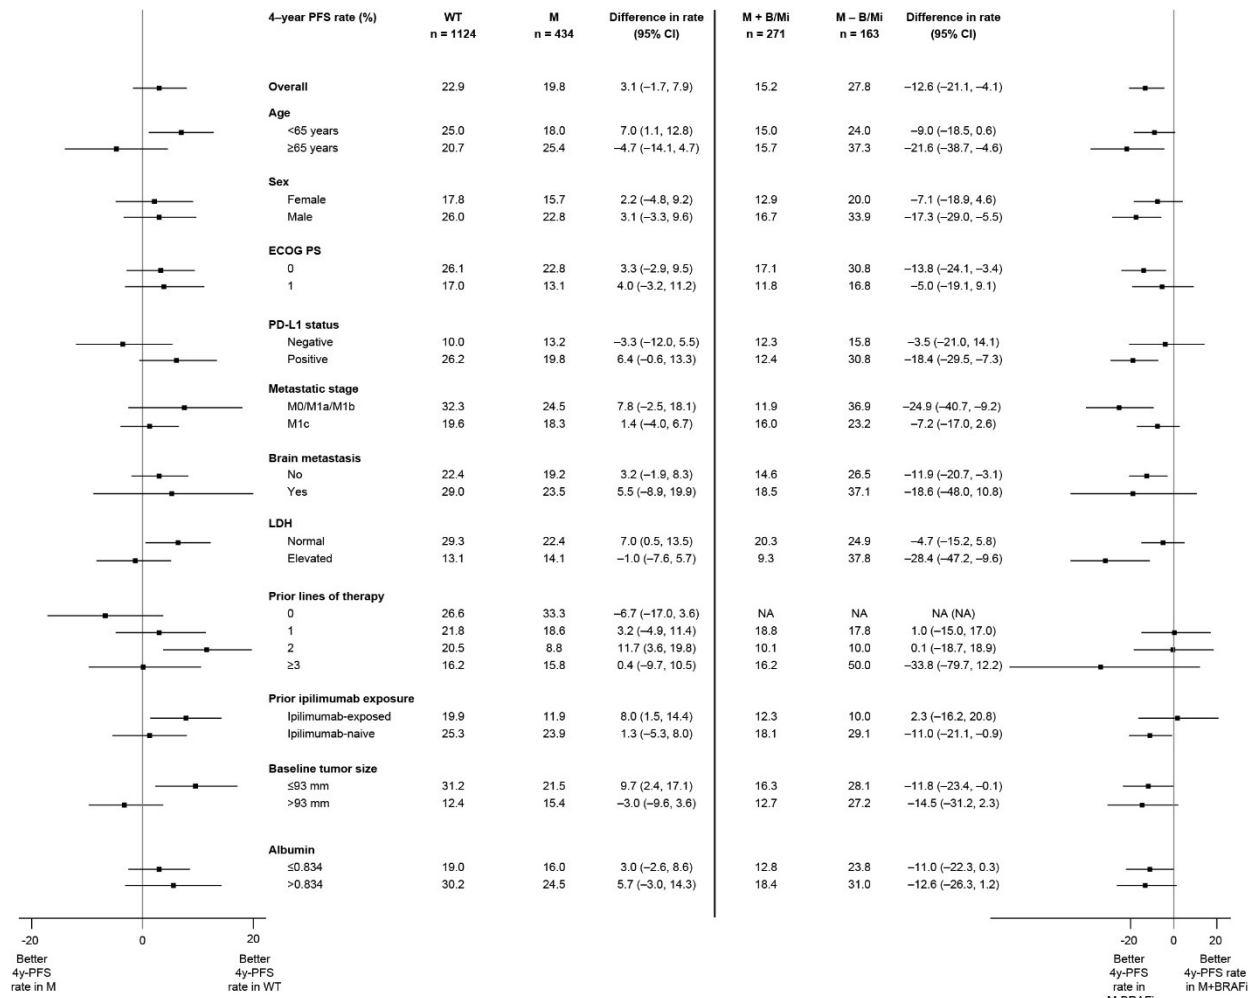 4–year PFS rate (%) WT M Difference in rate M + B/Mi M – B/Mi Difference in rate
n = 1124 n = 434 (95% CI) n = 271 n = 163 (95% CI)
Overall 22.9 19.8 3.1 (–1.7, 7.9) 15.2 27.8 –12.6 (–21.1, –4.1)
Age
<65 years 25.0 18.0 7.0 (1.1, 12.8) 15.0 24.0 –9.0 (–18.5, 0.6)
≥65 years 20.7 25.4 –4.7 (–14.1, 4.7) 15.7 37.3 –21.6 (–38.7, –4.6)
Sex
Female 17.8 15.7 2.2 (–4.8, 9.2) 12.9 20.0 –7.1 (–18.9, 4.6)
Male 26.0 22.8 3.1 (–3.3, 9.6) 16.7 33.9 –17.3 (–29.0, –5.5)
ECOG PS
0 26.1 22.8 3.3 (–2.9, 9.5) 17.1 30.8 –13.8 (–24.1, –3.4)
1 17.0 13.1 4.0 (–3.2, 11.2) 11.8 16.8 –5.0 (–19.1, 9.1)
PD-L1 status
Negative 10.0 13.2 –3.3 (–12.0, 5.5) 12.3 15.8 –3.5 (–21.0, 14.1)
Positive 26.2 19.8 6.4 (–0.6, 13.3) 12.4 30.8 –18.4 (–29.5, –7.3)
Metastatic stage
M0/M1a/M1b 32.3 24.5 7.8 (–2.5, 18.1) 11.9 36.9 –24.9 (–40.7, –9.2)
M1c 19.6 18.3 1.4 (–4.0, 6.7) 16.0 23.2 –7.2 (–17.0, 2.6)
Brain metastasis
No 22.4 19.2 3.2 (–1.9, 8.3) 14.6 26.5 –11.9 (–20.7, –3.1)
Yes 29.0 23.5 5.5 (–8.9, 19.9) 18.5 37.1 –18.6 (–48.0, 10.8)
LDH
Normal 29.3 22.4 7.0 (0.5, 13.5) 20.3 24.9 –4.7 (–15.2, 5.8)
Elevated 13.1 14.1 –1.0 (–7.6, 5.7) 9.3 37.8 –28.4 (–47.2, –9.6)
Prior lines of therapy
0 26.6 33.3 –6.7 (–17.0, 3.6) NA NA NA (NA)
1 21.8 18.6 3.2 (–4.9, 11.4) 18.8 17.8 1.0 (–15.0, 17.0)
2 20.5 8.8 11.7 (3.6, 19.8) 10.1 10.0 0.1 (–18.7, 18.9)
≥3 16.2 15.8 0.4 (–9.7, 10.5) 16.2 50.0 –33.8 (–79.7, 12.2)
Prior ipilimumab exposure
Ipilimumab-exposed 19.9 11.9 8.0 (1.5, 14.4) 12.3 10.0 2.3 (–16.2, 20.8)
Ipilimumab-naive 25.3 23.9 1.3 (–5.3, 8.0) 18.1 29.1 –11.0 (–21.1, –0.9)
Baseline tumor size
≤93 mm 31.2 21.5 9.7 (2.4, 17.1) 16.3 28.1 –11.8 (–23.4, –0.1)
>93 mm 12.4 15.4 –3.0 (–9.6, 3.6) 12.7 27.2 –14.5 (–31.2, 2.3)
Albumin
≤0.834 19.0 16.0 3.0 (–2.6, 8.6) 12.8 23.8 –11.0 (–22.3, 0.3)
>0.834 30.2 24.5 5.7 (–3.0, 14.3) 18.4 31.0 –12.6 (–26.3, 1.2)
-20 0 20 -20 0 20
Better Better Better Better
4y-PFS 4y-PFS 4y-PFS 4y-PFS rate
rate in M rate in WT rate in in M+BRAFi